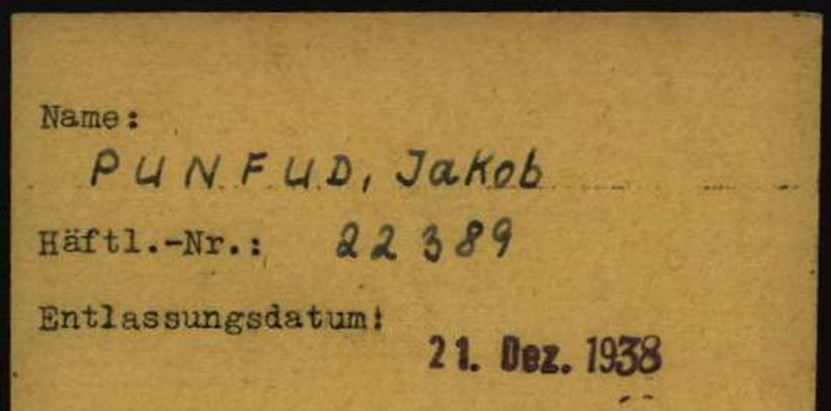 Name:
PUNFUD, Jakob
Häftl.-Nr.: 22389
Entlassungsdatum:
21. Dez. 1938